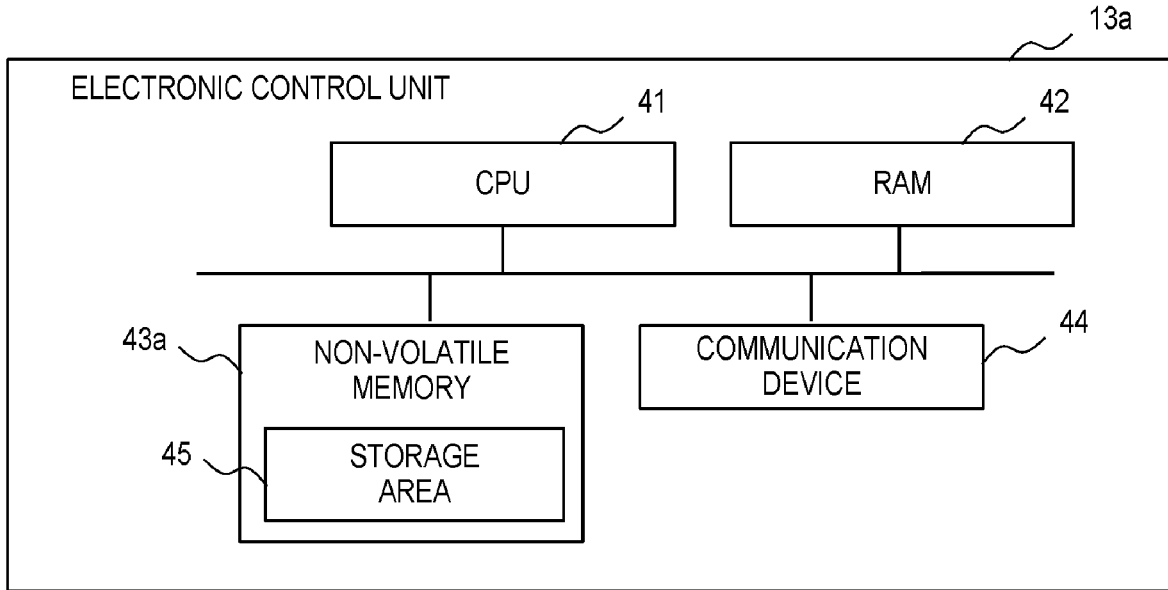 13a
ELECTRONIC CONTROL UNIT
41
42
CPU
RAM
43a
NON-VOLATILE
MEMORY
COMMUNICATION
DEVICE
44
45
STORAGE
AREA